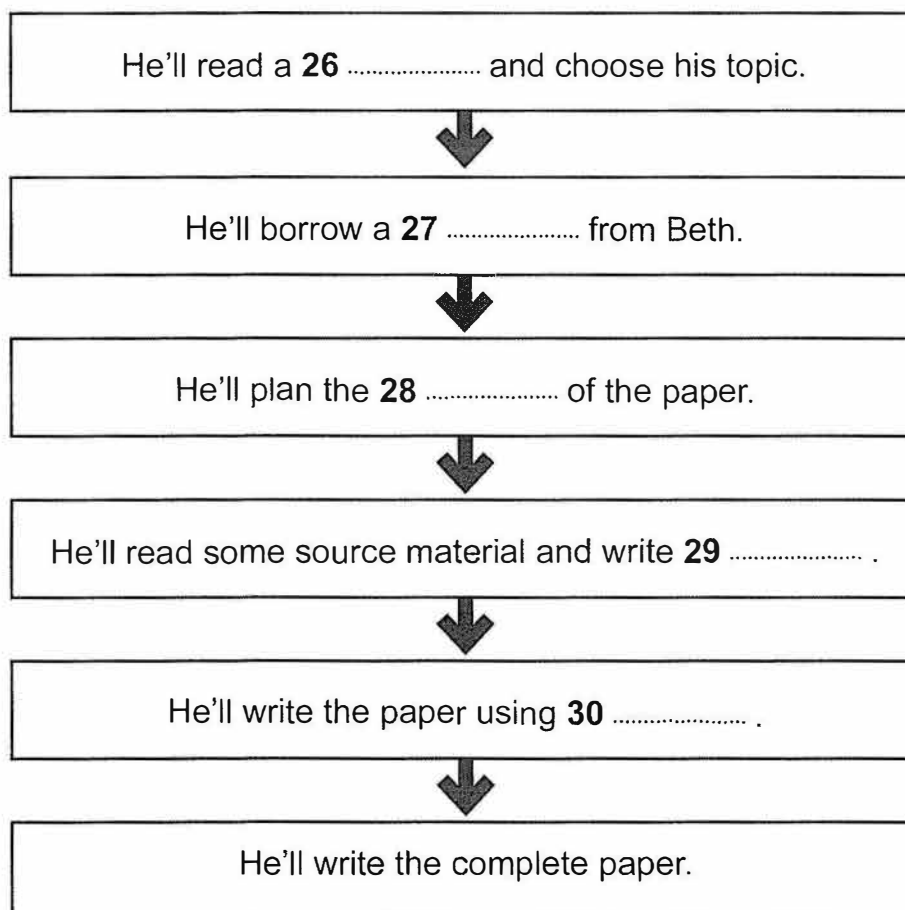 He'll read a 26 ...................... and choose his topic.
He'll borrow a 27 ...................... from Beth.
He'll plan the 28 ...................... of the paper.
He'll read some source material and write 29 ...................... .
He'll write the paper using 30 ...................... .
He'll write the complete paper.